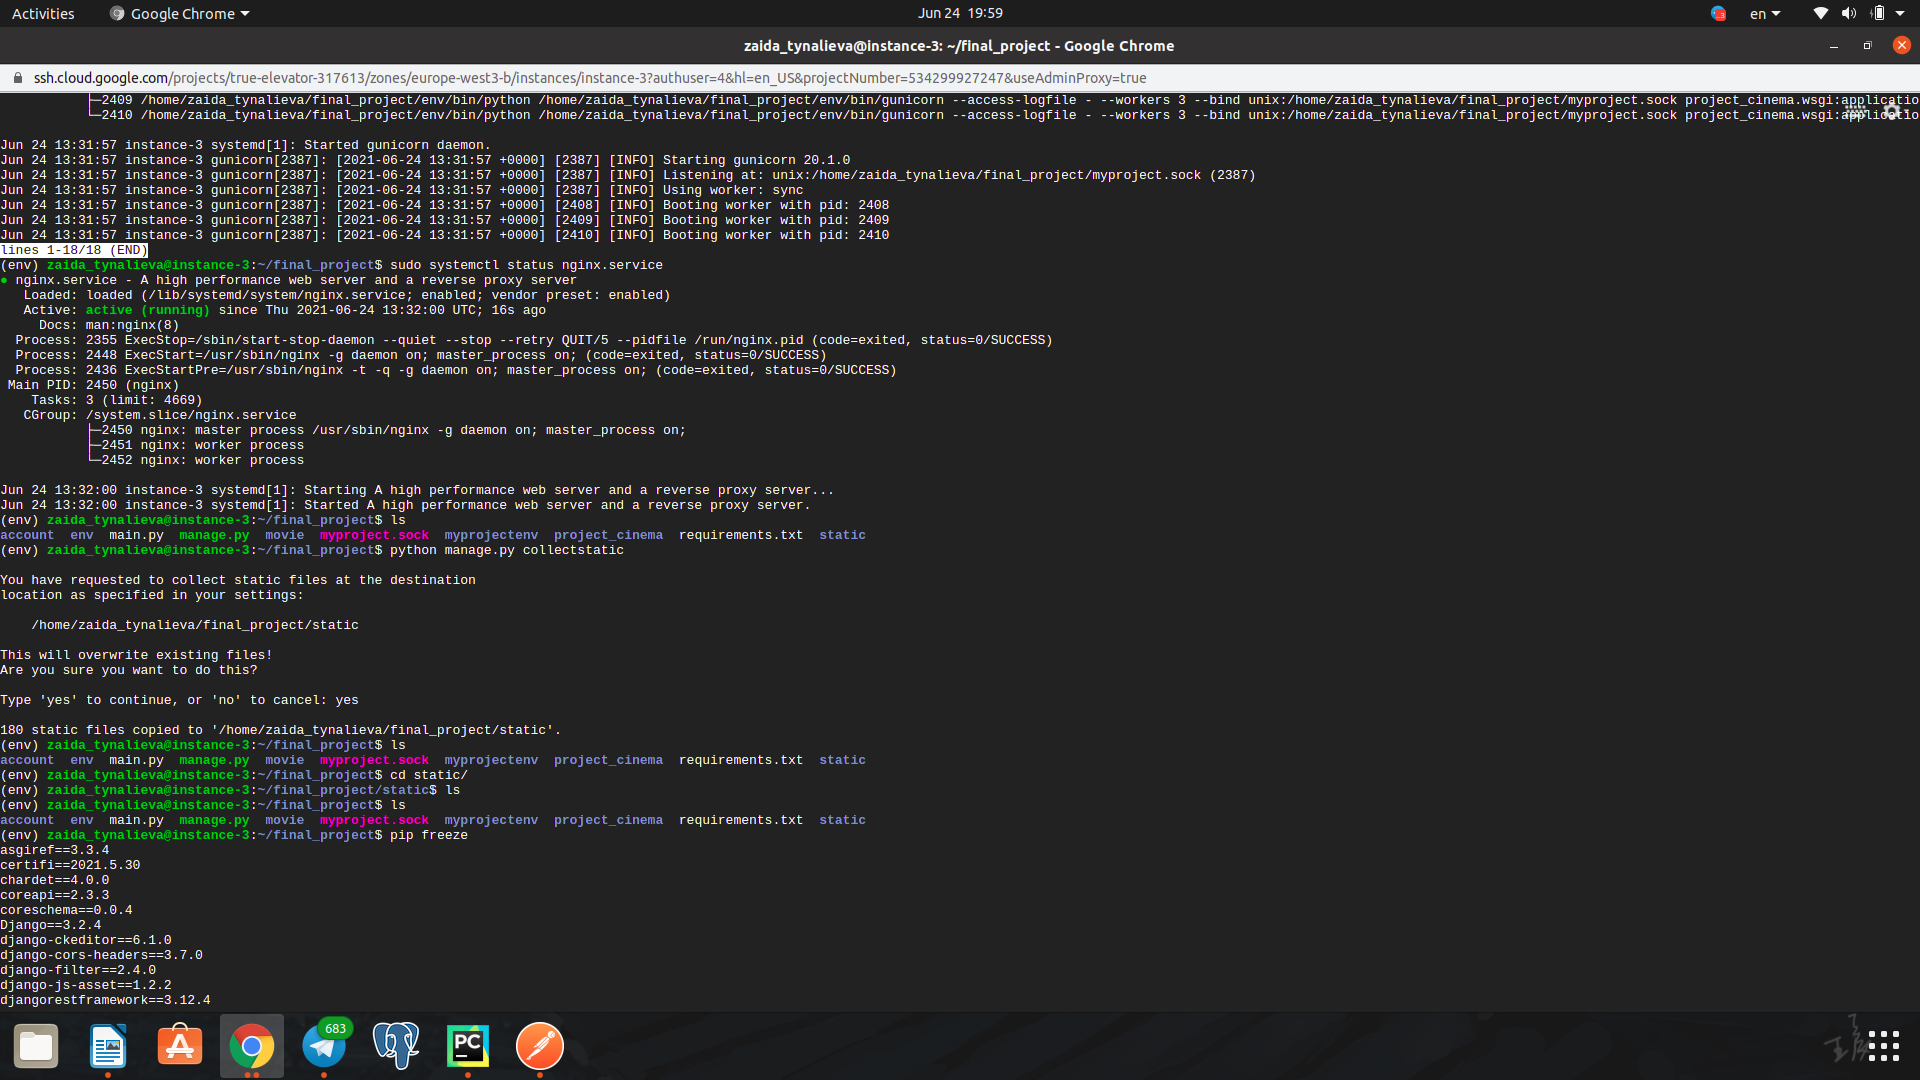 Activities
Google Chrome
Jun 24 19:59
en
zaida_tynalieva@instance-3: ~/final_project - Google Chrome
ssh.cloud.google.com/projects/true-elevator-317613/zones/europe-west3-b/instances/instance-3?authuser=4&hl=en_US&projectNumber=534299927247&useAdminProxy=true
├─2409 /home/zaida_tynalieva/final_project/env/bin/python /home/zaida_tynalieva/final_project/env/bin/gunicorn --access-logfile - --workers 3 --bind unix:/home/zaida_tynalieva/final_project/myproject.sock project_cinema.wsgi:applicatio
└─2410 /home/zaida_tynalieva/final_project/env/bin/python /home/zaida_tynalieva/final_project/env/bin/gunicorn --access-logfile - --workers 3 --bind unix:/home/zaida_tynalieva/final_project/myproject.sock project_cinema.wsgi:applicatio
Jun 24 13:31:57 instance-3 systemd[1]: Started gunicorn daemon.
Jun 24 13:31:57 instance-3 gunicorn[2387]: [2021-06-24 13:31:57 +0000] [2387] [INFO] Starting gunicorn 20.1.0
Jun 24 13:31:57 instance-3 gunicorn[2387]: [2021-06-24 13:31:57 +0000] [2387] [INFO] Listening at: unix:/home/zaida_tynalieva/final_project/myproject.sock (2387)
Jun 24 13:31:57 instance-3 gunicorn[2387]: [2021-06-24 13:31:57 +0000] [2387] [INFO] Using worker: sync
Jun 24 13:31:57 instance-3 gunicorn[2387]: [2021-06-24 13:31:57 +0000] [2408] [INFO] Booting worker with pid: 2408
Jun 24 13:31:57 instance-3 gunicorn[2387]: [2021-06-24 13:31:57 +0000] [2409] [INFO] Booting worker with pid: 2409
Jun 24 13:31:57 instance-3 gunicorn[2387]: [2021-06-24 13:31:57 +0000] [2410] [INFO] Booting worker with pid: 2410
lines 1-18/18 (END)
(env) zaida_tynalieva@instance-3:~/final_project$ sudo systemctl status nginx.service
● nginx.service - A high performance web server and a reverse proxy server
Loaded: loaded (/lib/systemd/system/nginx.service; enabled; vendor preset: enabled)
Active: active (running) since Thu 2021-06-24 13:32:00 UTC; 16s ago
Docs: man:nginx(8)
Process: 2355 ExecStop=/sbin/start-stop-daemon --quiet --stop --retry QUIT/5 --pidfile /run/nginx.pid (code=exited, status=0/SUCCESS)
Process: 2448 ExecStart=/usr/sbin/nginx -g daemon on; master_process on; (code=exited, status=0/SUCCESS)
Process: 2436 ExecStartPre=/usr/sbin/nginx -t -q -g daemon on; master_process on; (code=exited, status=0/SUCCESS)
Main PID: 2450 (nginx)
Tasks: 3 (limit: 4669)
CGroup: /system.slice/nginx.service
├─2450 nginx: master process /usr/sbin/nginx -g daemon on; master_process on;
├─2451 nginx: worker process
└─2452 nginx: worker process
Jun 24 13:32:00 instance-3 systemd[1]: Starting A high performance web server and a reverse proxy server...
Jun 24 13:32:00 instance-3 systemd[1]: Started A high performance web server and a reverse proxy server.
(env) zaida_tynalieva@instance-3:~/final_project$ ls
account env main.py manage.py movie myproject.sock myprojectenv project_cinema requirements.txt static
(env) zaida_tynalieva@instance-3:~/final_project$ python manage.py collectstatic
You have requested to collect static files at the destination
location as specified in your settings:
/home/zaida_tynalieva/final_project/static
This will overwrite existing files!
Are you sure you want to do this?
Type 'yes' to continue, or 'no' to cancel: yes
180 static files copied to '/home/zaida_tynalieva/final_project/static'.
(env) zaida_tynalieva@instance-3:~/final_project$ ls
account env main.py manage.py movie myproject.sock myprojectenv project_cinema requirements.txt static
(env) zaida_tynalieva@instance-3:~/final_project$ cd static/
(env) zaida_tynalieva@instance-3:~/final_project/static$ ls
(env) zaida_tynalieva@instance-3:~/final_project$ ls
account env main.py manage.py movie myproject.sock myprojectenv project_cinema requirements.txt static
(env) zaida_tynalieva@instance-3:~/final_project$ pip freeze
asgiref==3.3.4
certifi==2021.5.30
chardet==4.0.0
coreapi==2.3.3
coreschema==0.0.4
Django==3.2.4
django-ckeditor==6.1.0
django-cors-headers==3.7.0
django-filter==2.4.0
django-js-asset==1.2.2
djangorestframework==3.12.4
683
PC